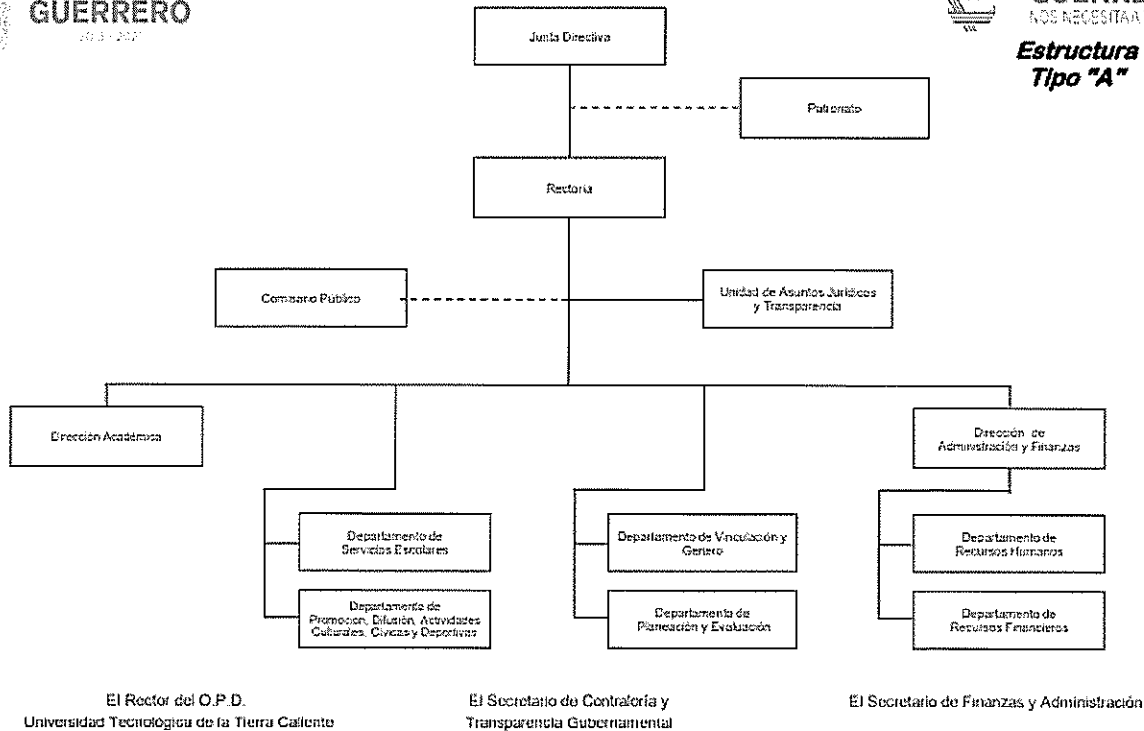 GUERRERO
NOS NECESITA A
Estructura
Tipo "A"
Junta Directiva
Patronato
Rectoría
Comisario Público
Unidad de Asuntos Jurídicos
y Transparencia
Dirección Académica
Dirección de
Administración y Finanzas
Departamento de
Servicios Escolares
Departamento de Vinculación y
Genero
Departamento de
Recursos Humanos
Departamento de
Promoción, Difusión, Actividades
Culturales, Cívicas y Deportivas
Departamento de
Planeación y Evaluación
Departamento de
Recursos Financieros
El Rector del O.P.D.
Universidad Tecnológica de la Tierra Caliente
El Secretario de Contraloría y
Transparencia Gubernamental
El Secretario de Finanzas y Administración